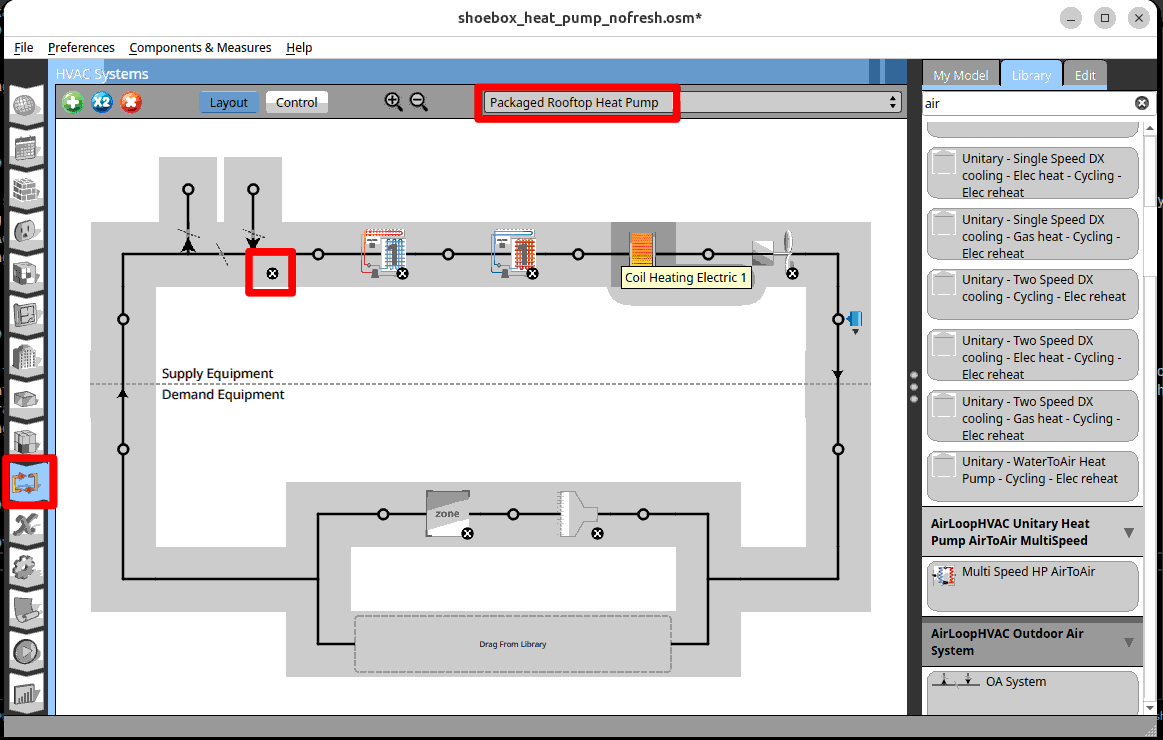 shoebox_heat_pump_nofresh.osm*
File Preferences Components & Measures Help
HVAC Systems
My Model Library Edit
X2 Layout Control Packaged Rooftop Heat Pump
air
Unitary - Single Speed DX
cooling - Elec heat - Cycling -
Elec reheat
Unitary - Single Speed DX
cooling - Gas heat - Cycling -
Elec reheat
Unitary - Two Speed DX
cooling - Cycling - Elec reheat
Unitary - Two Speed DX
cooling - Elec heat - Cycling -
Elec reheat
Unitary - Two Speed DX
cooling - Gas heat - Cycling -
Elec reheat
Unitary - WaterToAir Heat
Pump - Cycling - Elec reheat
AirLoopHVAC Unitary Heat
Pump AirToAir MultiSpeed
Multi Speed HP AirToAir
AirLoopHVAC Outdoor Air
System
OA System
1
1
Coil Heating Electric 1
Supply Equipment
Demand Equipment
zone
Drag From Library